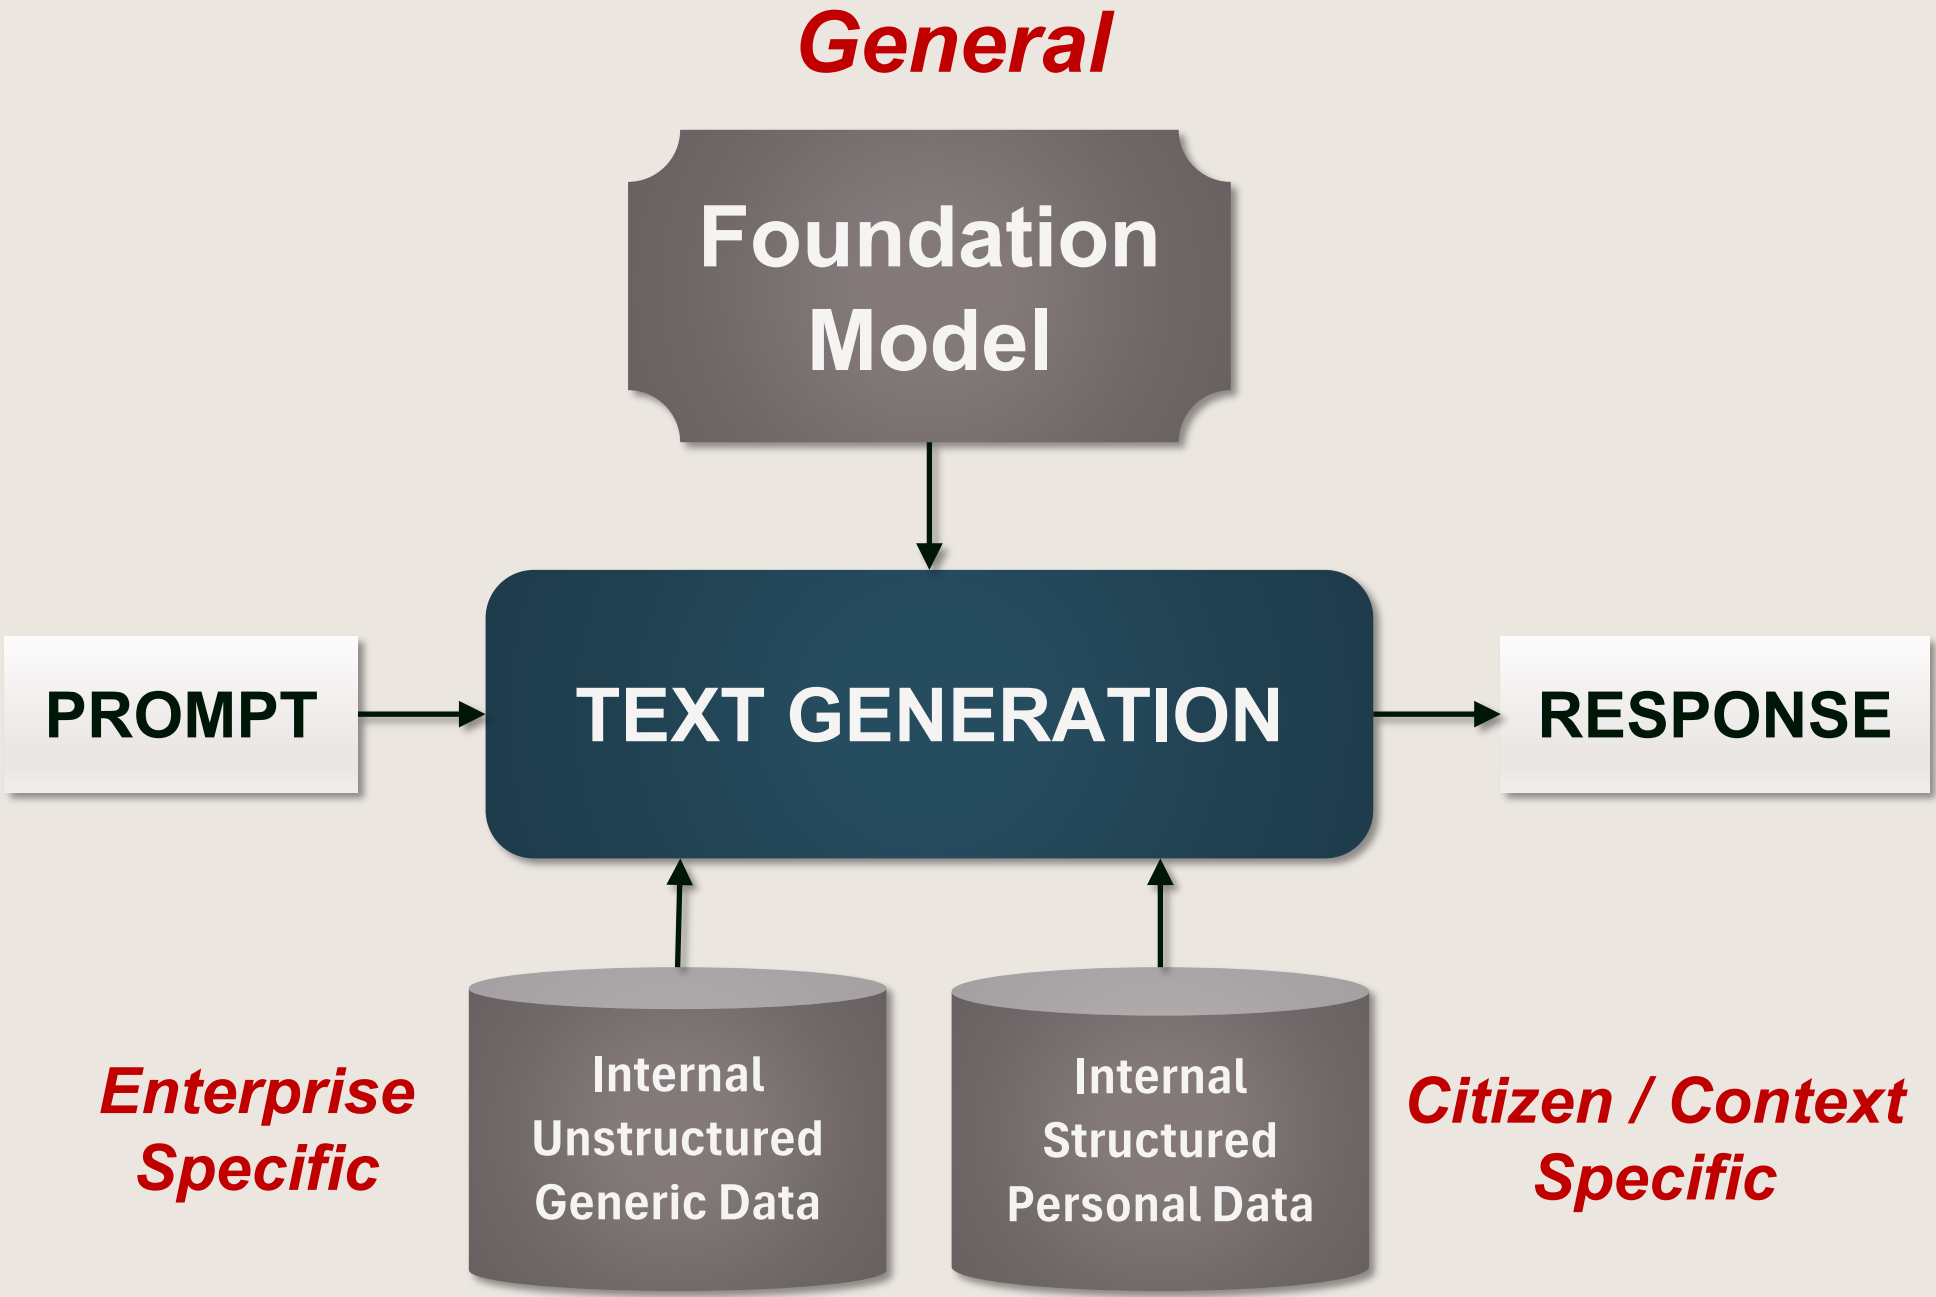 General
Foundation
Model
PROMPT
TEXT GENERATION
RESPONSE
Enterprise
Specific
Internal
Unstructured
Generic Data
Internal
Structured
Personal Data
Citizen / Context
Specific